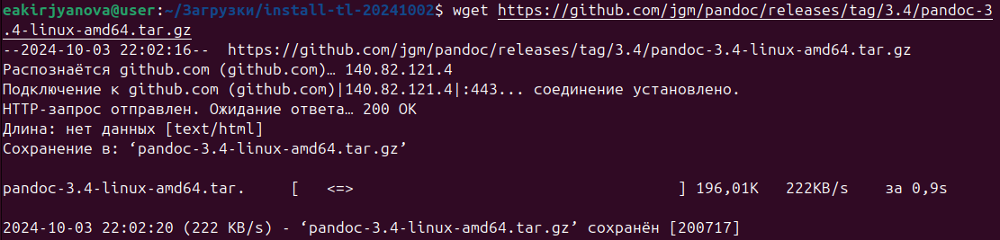 eakirjyanova@user:~/Загрузки/install-tl-20241002$ wget https://github.com/jgm/pandoc/releases/tag/3.4/pandoc-3
.4-linux-amd64.tar.gz
--2024-10-03 22:02:16--  https://github.com/jgm/pandoc/releases/tag/3.4/pandoc-3.4-linux-amd64.tar.gz
Распознаётся github.com (github.com)… 140.82.121.4
Подключение к github.com (github.com)|140.82.121.4|:443... соединение установлено.
HTTP-запрос отправлен. Ожидание ответа… 200 OK
Длина: нет данных [text/html]
Сохранение в: ‘pandoc-3.4-linux-amd64.tar.gz’
pandoc-3.4-linux-amd64.tar.     [   <=>                                  ] 196,01K   222KB/s    за 0,9s
2024-10-03 22:02:20 (222 KB/s) - ‘pandoc-3.4-linux-amd64.tar.gz’ сохранён [200717]